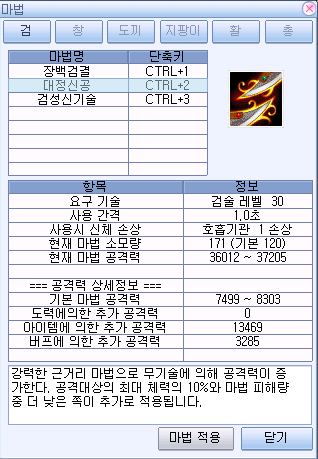 마법
검 창 도끼 지팡이 활 총
마법명 단축키
장백검결 CTRL+1
대정신공 CTRL+2
검성신기술 CTRL+3
항목 정보
요구 기술 검술 레벨 30
사용 간격 1.0초
사용시 신체 손상 호흡기관 1 손상
현재 마법 소모량 171 (기본 120)
현재 마법 공격력 36012 ~ 37205
=== 공격력 상세정보 ===
기본 마법 공격력 7499 ~ 8303
도력에의한 추가 공격력 0
아이템에의한 추가 공격력 13469
버프에의한 추가 공격력 3285
강력한 근거리 마법으로 무기술에 의해 공격력이 증
가한다. 공격대상의 최대 체력의 10%와 마법 피해량
중 더 낮은 쪽이 추가로 적용됩니다.
마법 적용 닫기